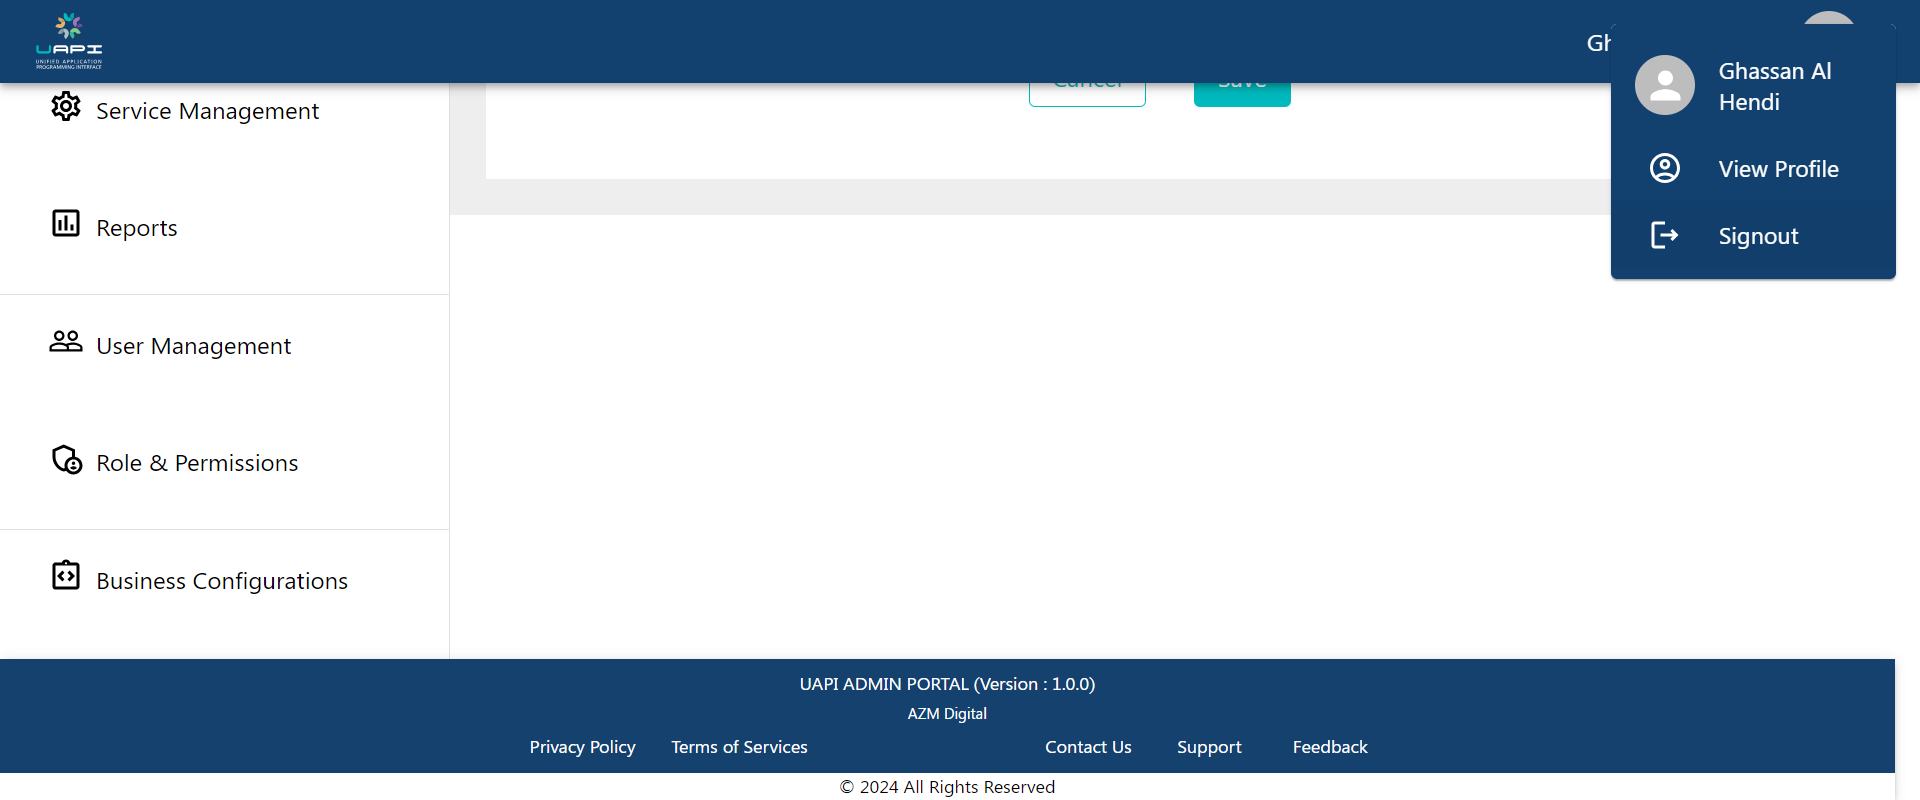 UAPI
UNIFIED APPLICATION
PROGRAMMING INTERFACE
Gh
Ghassan Al
Hendi
View Profile
Signout
Cancel
Save
Service Management
Reports
User Management
Role & Permissions
Business Configurations
UAPI ADMIN PORTAL (Version : 1.0.0)
AZM Digital
Privacy Policy Terms of Services Contact Us Support Feedback
© 2024 All Rights Reserved